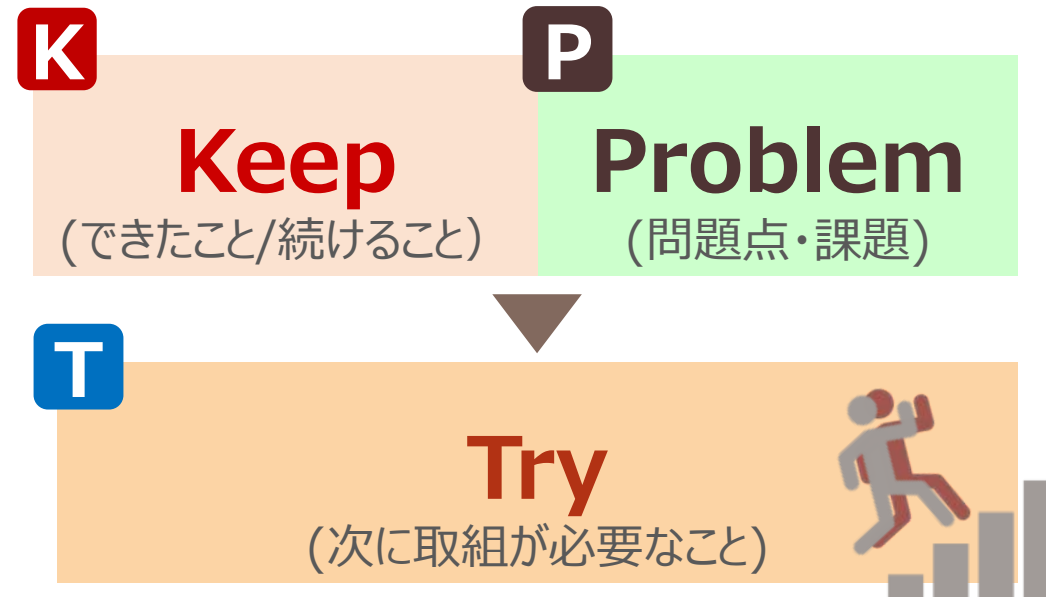 K
Keep
(できたこと/続けること)
P
Problem
(問題点・課題)
T
Try
(次に取組が必要なこと)